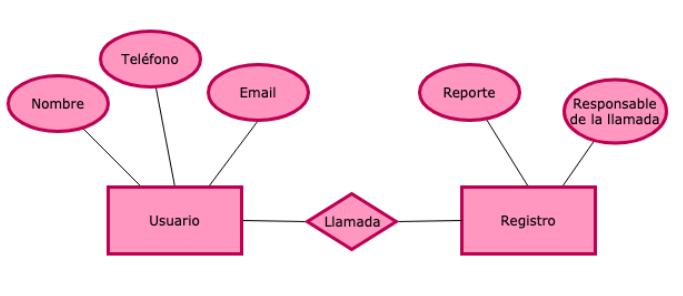 Teléfono
Nombre
Email
Reporte
Responsable
de la llamada
Usuario
Llamada
Registro